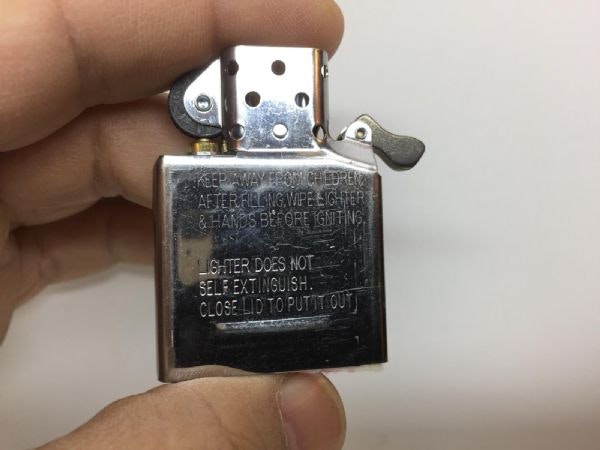 KEEP AWAY FROM CHILDREN.
AFTER FILLING, WIPE LIGHTER
& HANDS BEFORE IGNITING.
LIGHTER DOES NOT
SELF EXTINGUISH.
CLOSE LID TO PUT IT OUT.